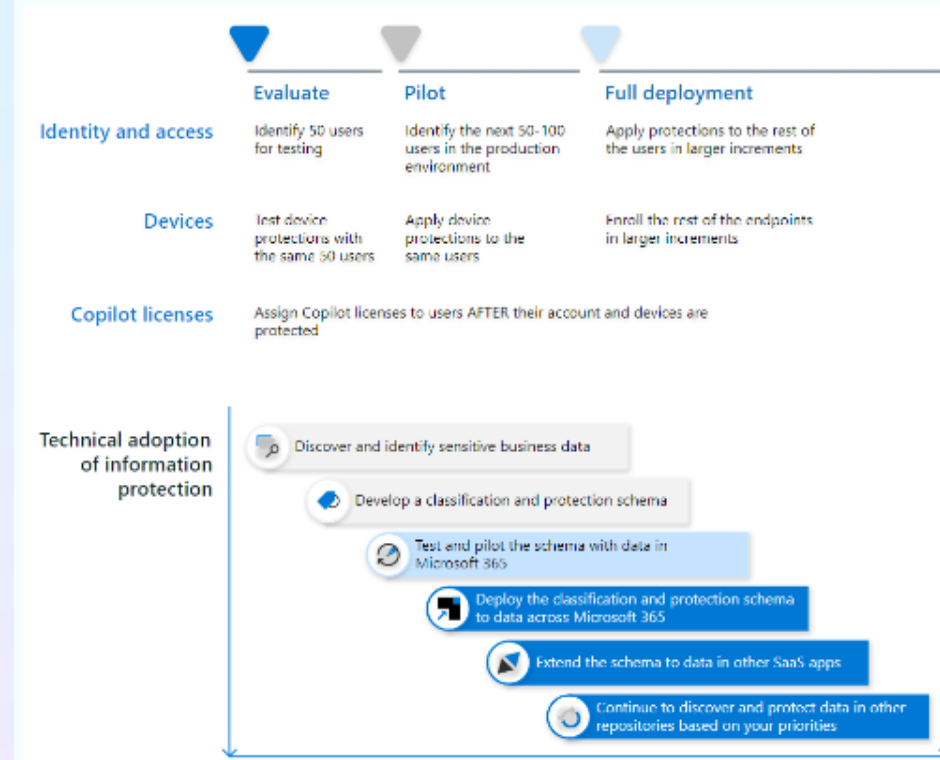 Evaluate
Pilot
Full deployment
Identity and access
Identify 50 users
for testing
Identify the next 50-100
users in the production
environment
Apply protections to the rest of
the users in larger increments
Devices
Test device
protections with
the same 50 users
Apply device
protections to the
same users
Enroll the rest of the endpoints
in larger increments
Copilot licenses
Assign Copilot licenses to users AFTER their account and devices are
protected
Technical adoption
of information
protection
Discover and identify sensitive business data
Develop a classification and protection schema
Test and pilot the schema with data in
Microsoft 365
Deploy the classification and protection schema
to data across Microsoft 365
Extend the schema to data in other SaaS apps
Continue to discover and protect data in other
repositories based on your priorities